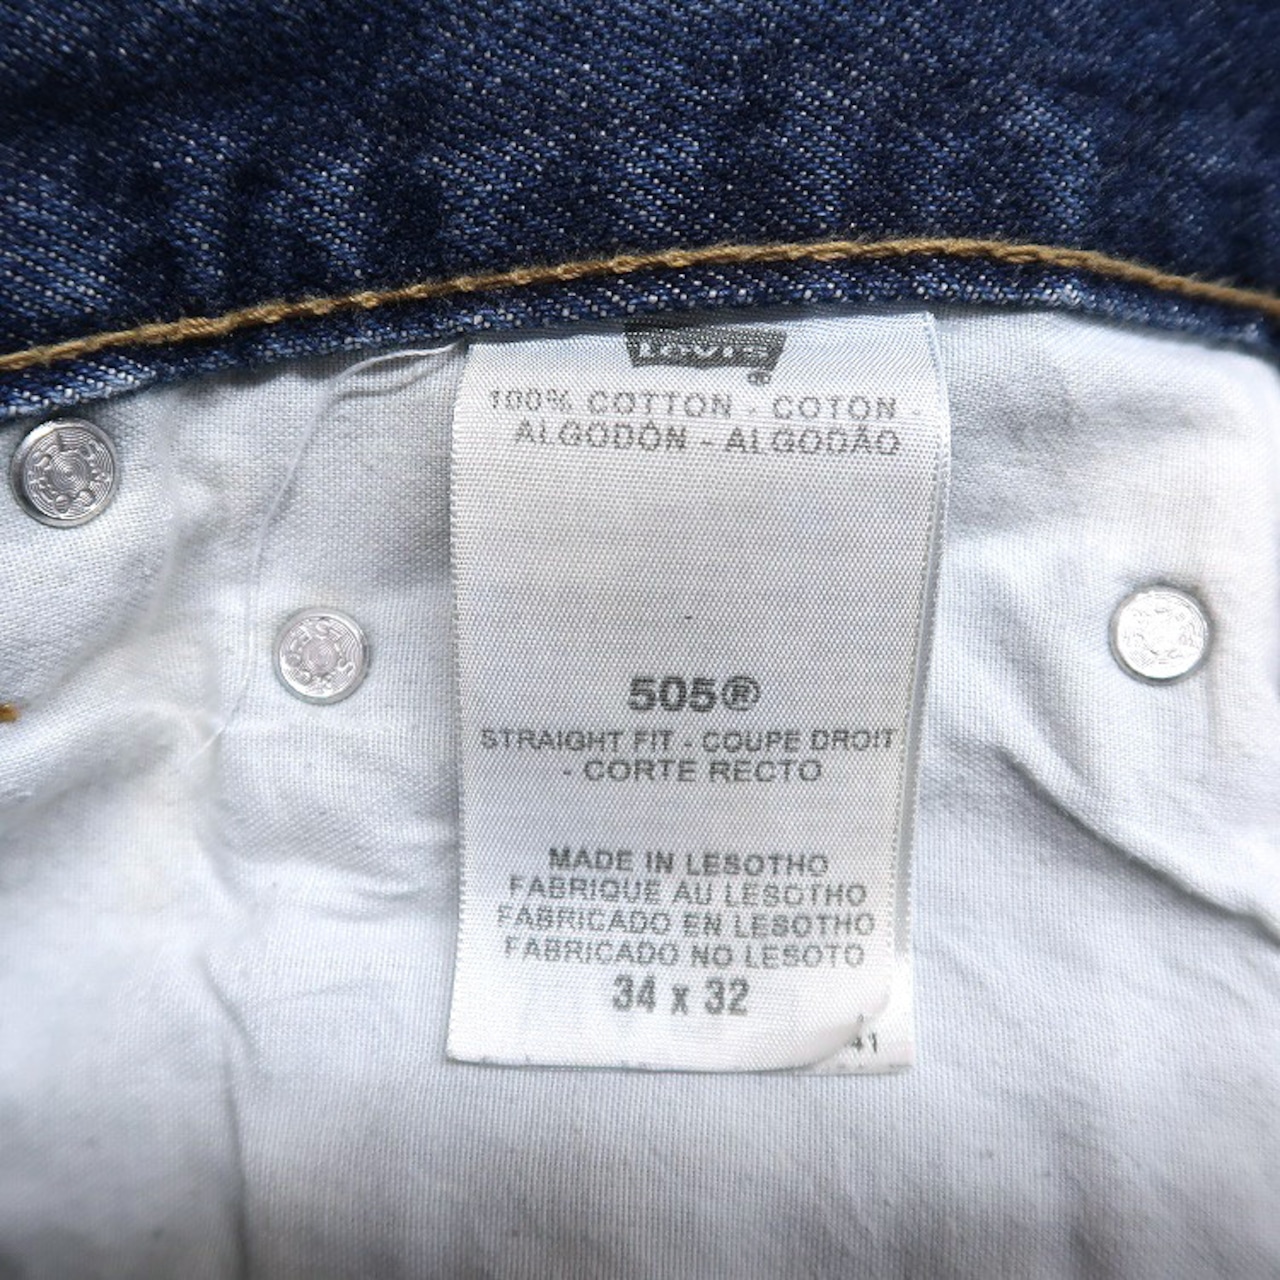 Levi's
®
100% COTTON - COTON -
ALGODÓN - ALGODÃO
505®
STRAIGHT FIT - COUPE DROIT
- CORTE RECTO
MADE IN LESOTHO
FABRIQUE AU LESOTHO
FABRICADO EN LESOTHO
FABRICADO NO LESOTO
34 x 32
41